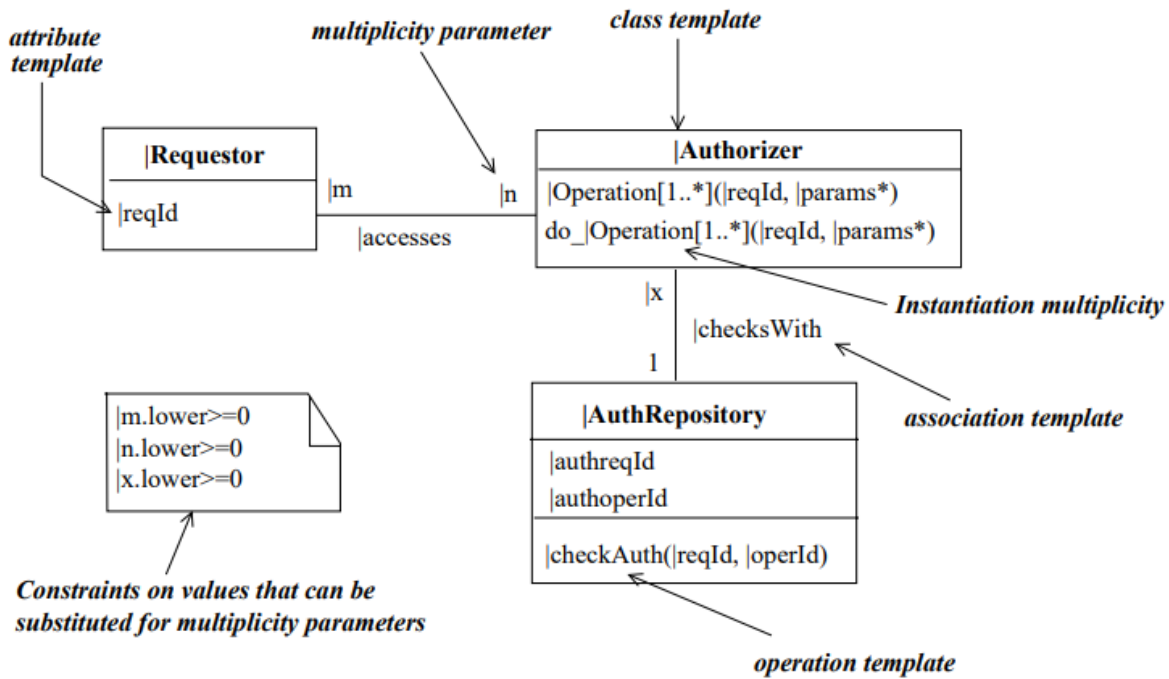 attribute
template
multiplicity parameter
class template
|Requestor
|reqId
|m
|n
|accesses
|Authorizer
|Operation[1..*](|reqId, |params*)
do_|Operation[1..*](|reqId, |params*)
|x
|checksWith
1
Instantiation multiplicity
association template
|AuthRepository
|authreqId
|authoperId
|checkAuth(|reqId, |operId)
operation template
|m.lower>=0
|n.lower>=0
|x.lower>=0
Constraints on values that can be
substituted for multiplicity parameters